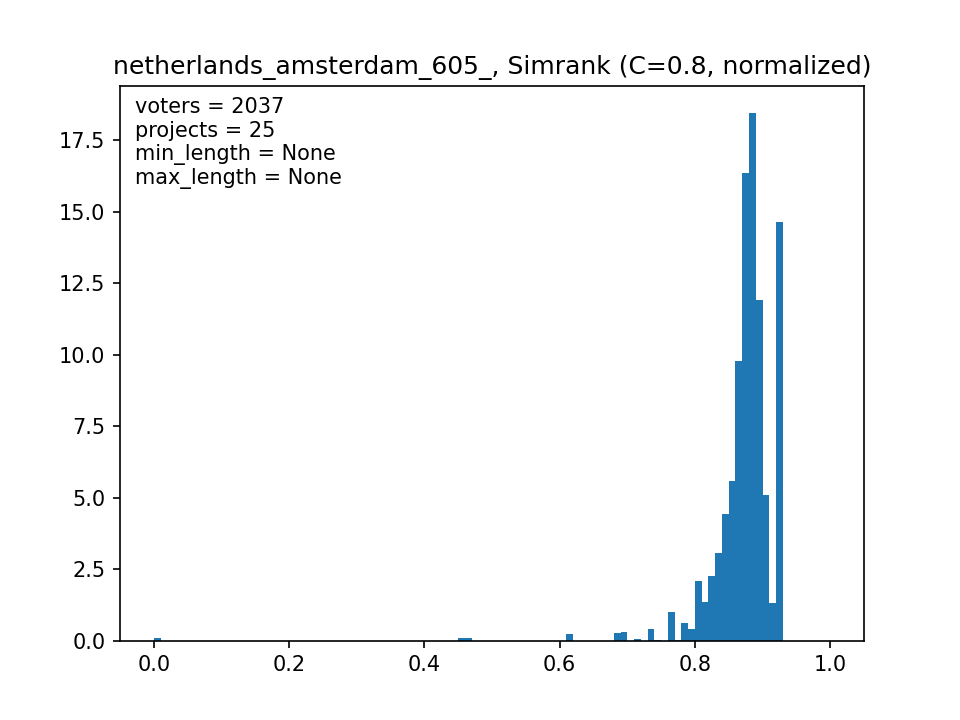 netherlands_amsterdam_605_, Simrank (C=0.8, normalized)
voters = 2037
projects = 25
min_length = None
max_length = None
17.5
15.0
12.5
10.0
7.5
5.0
2.5
0.0
0.0 0.2 0.4 0.6 0.8 1.0